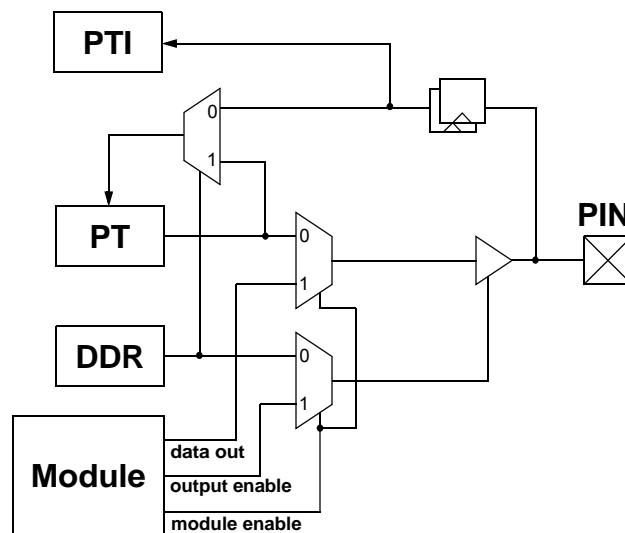 PTI
0
1
PT
PIN
0
1
DDR
0
1
Module
data out
output enable
module enable